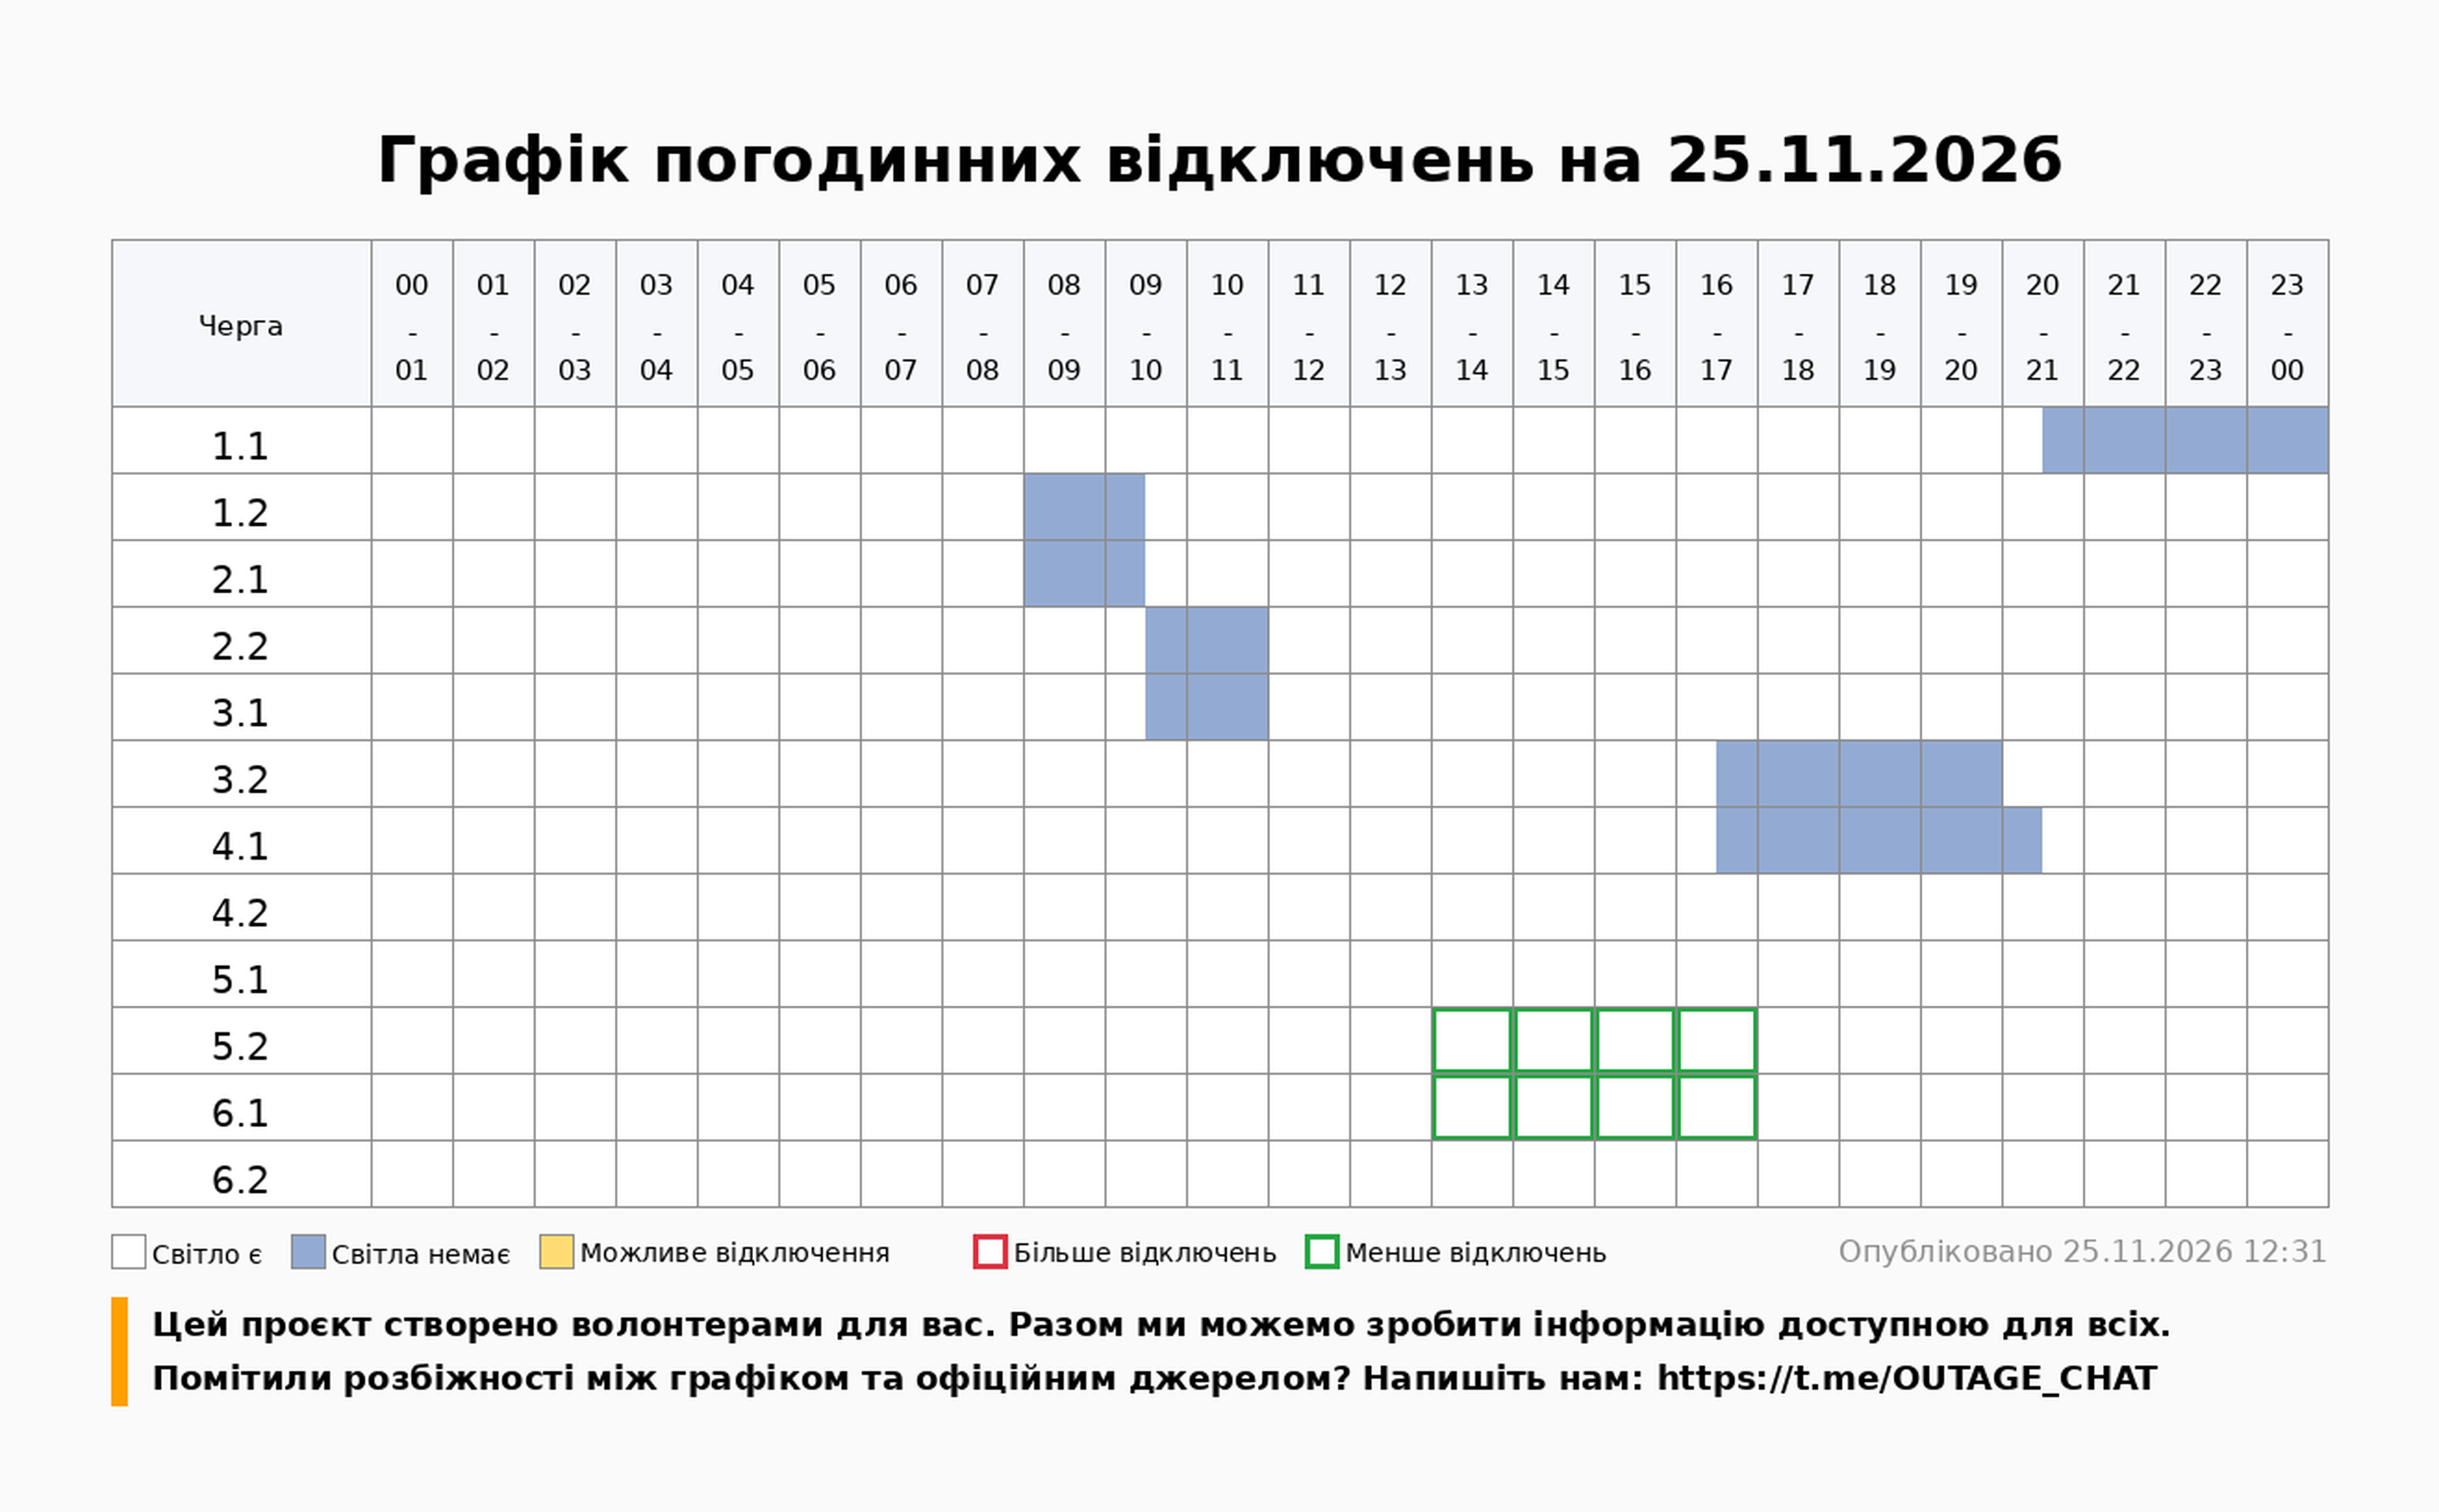 Графік погодинних відключень на 25.11.2026
Черга
00 - 01
01 - 02
02 - 03
03 - 04
04 - 05
05 - 06
06 - 07
07 - 08
08 - 09
09 - 10
10 - 11
11 - 12
12 - 13
13 - 14
14 - 15
15 - 16
16 - 17
17 - 18
18 - 19
19 - 20
20 - 21
21 - 22
22 - 23
23 - 00
1.1
1.2
2.1
2.2
3.1
3.2
4.1
4.2
5.1
5.2
6.1
6.2
Світло є
Світла немає
Можливе відключення
Більше відключень
Менше відключень
Опубліковано 25.11.2026 12:31
Цей проєкт створено волонтерами для вас. Разом ми можемо зробити інформацію доступною для всіх.
Помітили розбіжності між графіком та офіційним джерелом? Напишіть нам: https://t.me/OUTAGE_CHAT